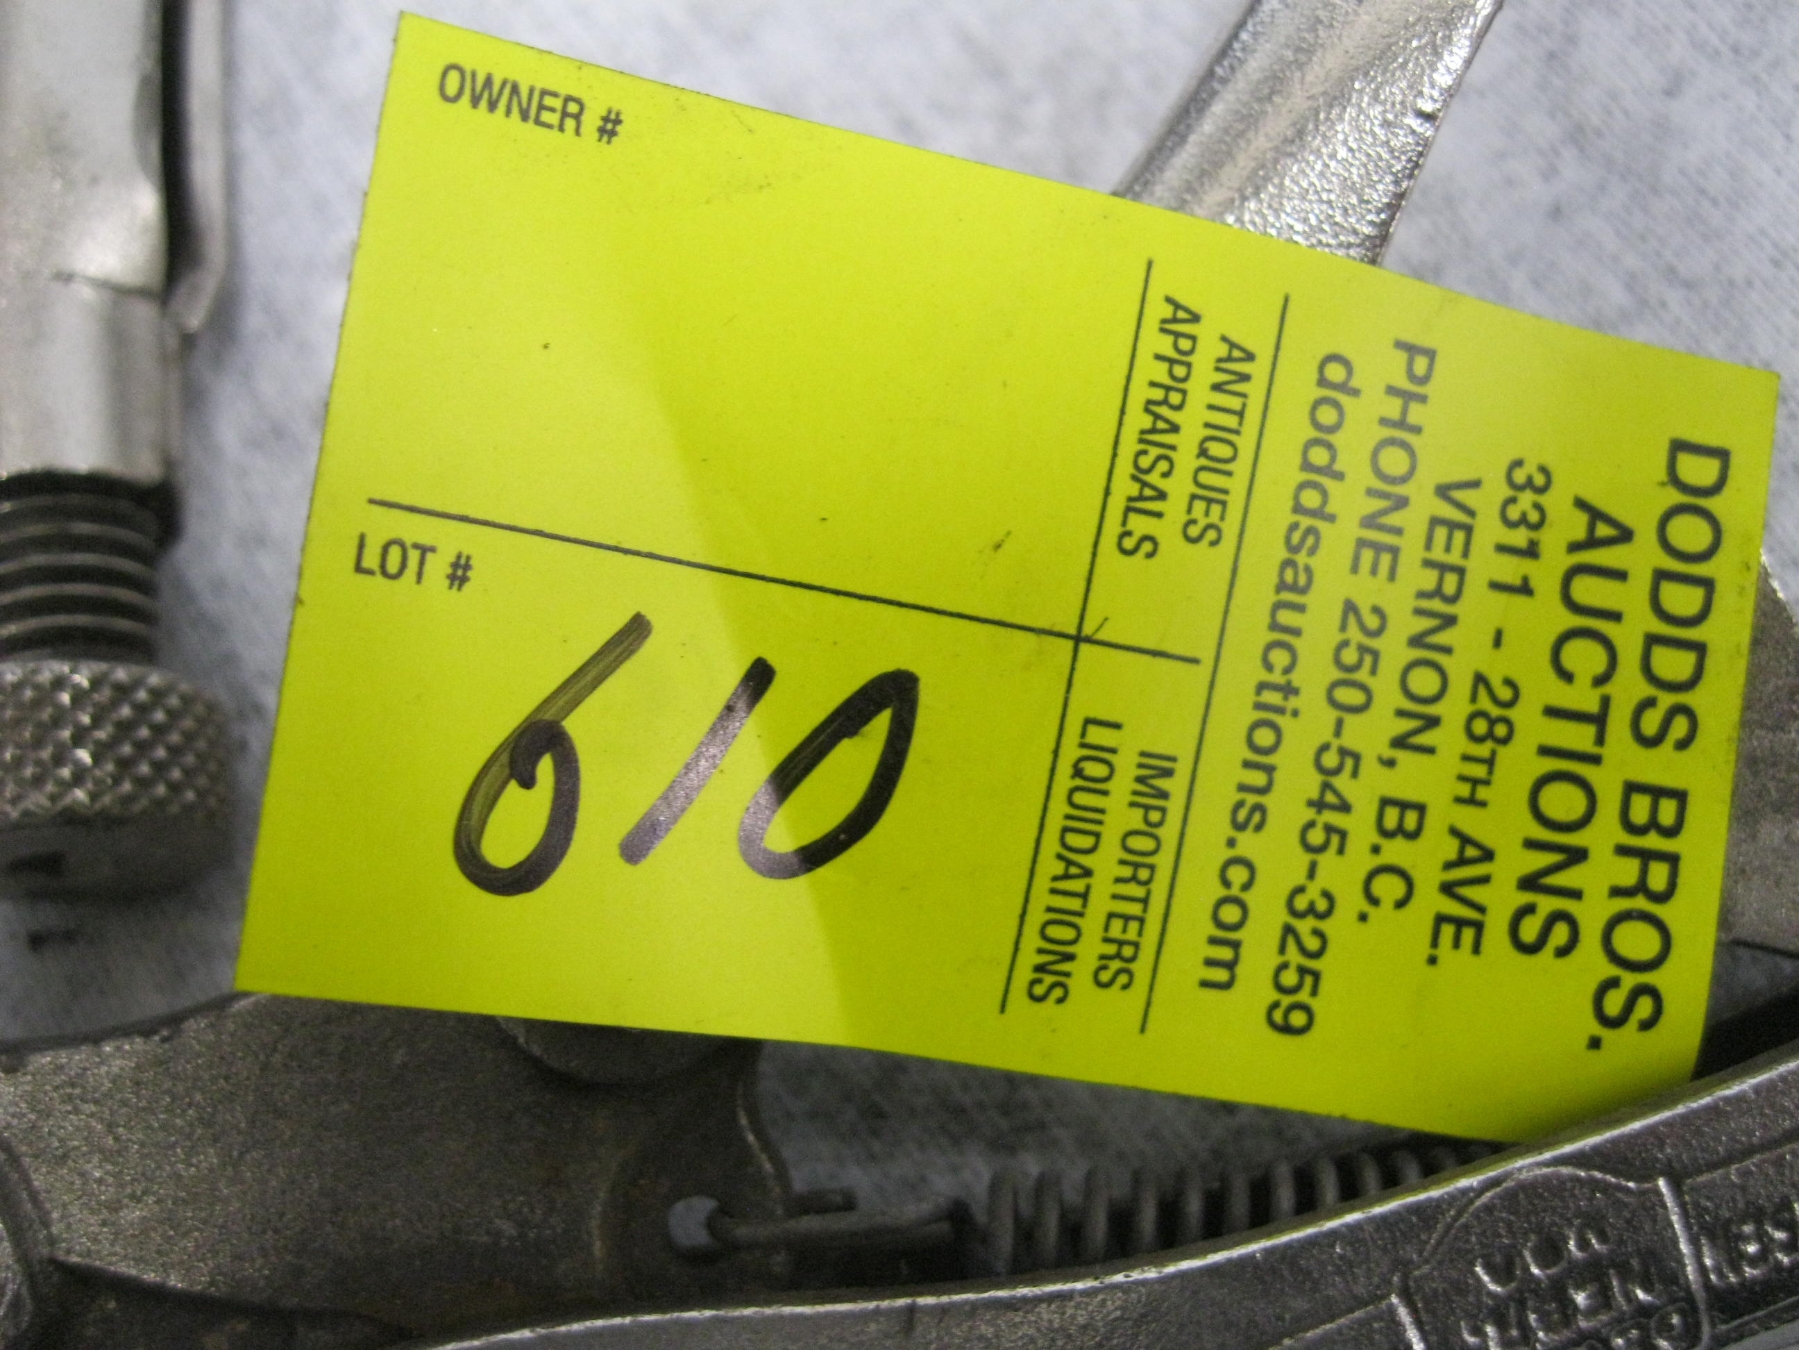 OWNER #
LOT #
610
DODDS BROS.
AUCTIONS
3311 - 28TH AVE.
VERNON, B.C.
PHONE 250-545-3259
doddsauctions.com
ANTIQUES
APPRAISALS
IMPORTERS
LIQUIDATIONS